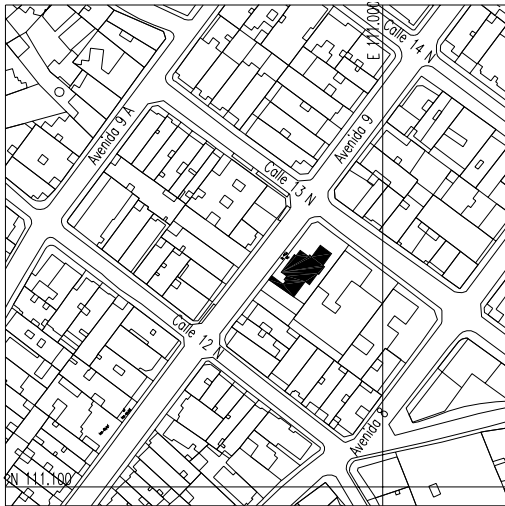 Calle 14 N
E 111.000
Avenida 9 A
Avenida 9
Calle 13 N
Calle 12 N
Avenida 8
N 111.100